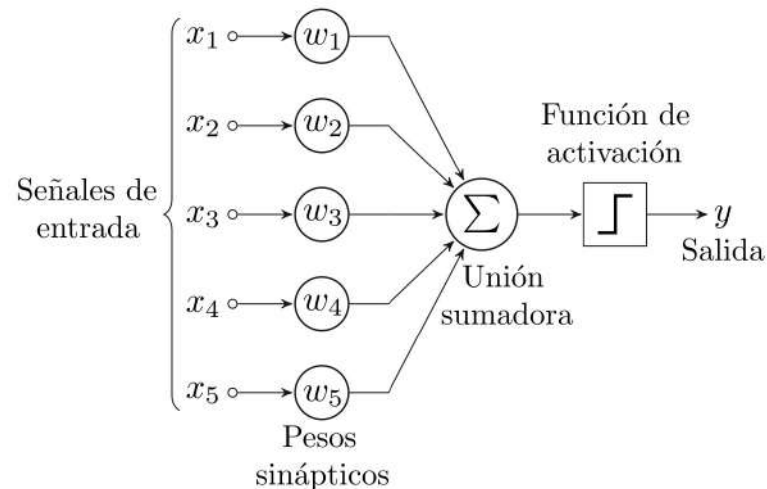 x₁ w₁
x₂ w₂
Función de
activación
Señales de
entrada
x₃ w₃ Σ y
Salida
Unión
sumadora
x₄ w₄
x₅ w₅
Pesos
sinápticos